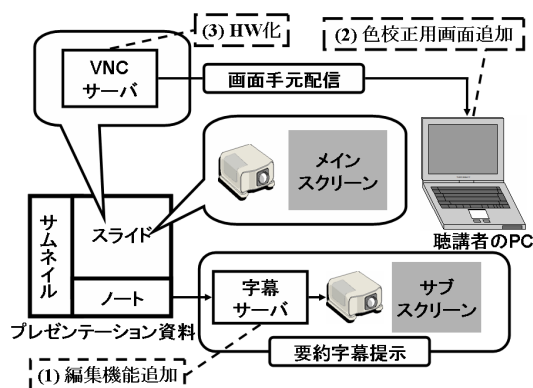 (3) HW化
(2) 色校正用画面追加
VNC
サーバ
画面手元配信
メイン
スクリーン
サムネイル
スライド
ノート
聴講者のPC
字幕
サーバ
サブ
スクリーン
プレゼンテーション資料
要約字幕提示
(1) 編集機能追加